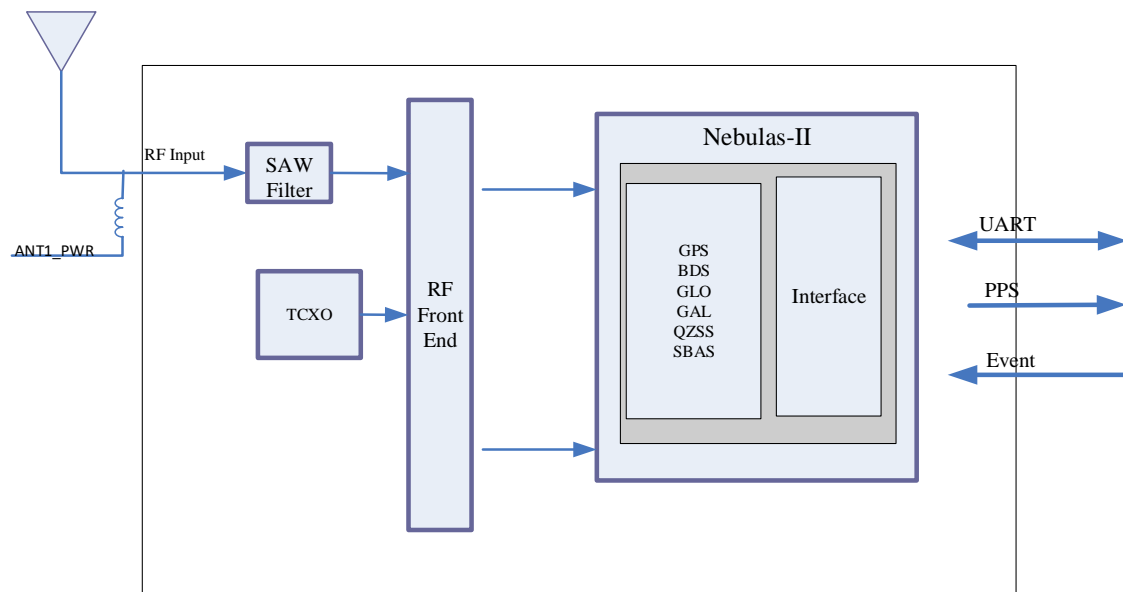 RF Input
ANT1_PWR
SAW
Filter
TCXO
RF
Front
End
Nebulas-II
GPS
BDS
GLO
GAL
QZSS
SBAS
Interface
UART
PPS
Event